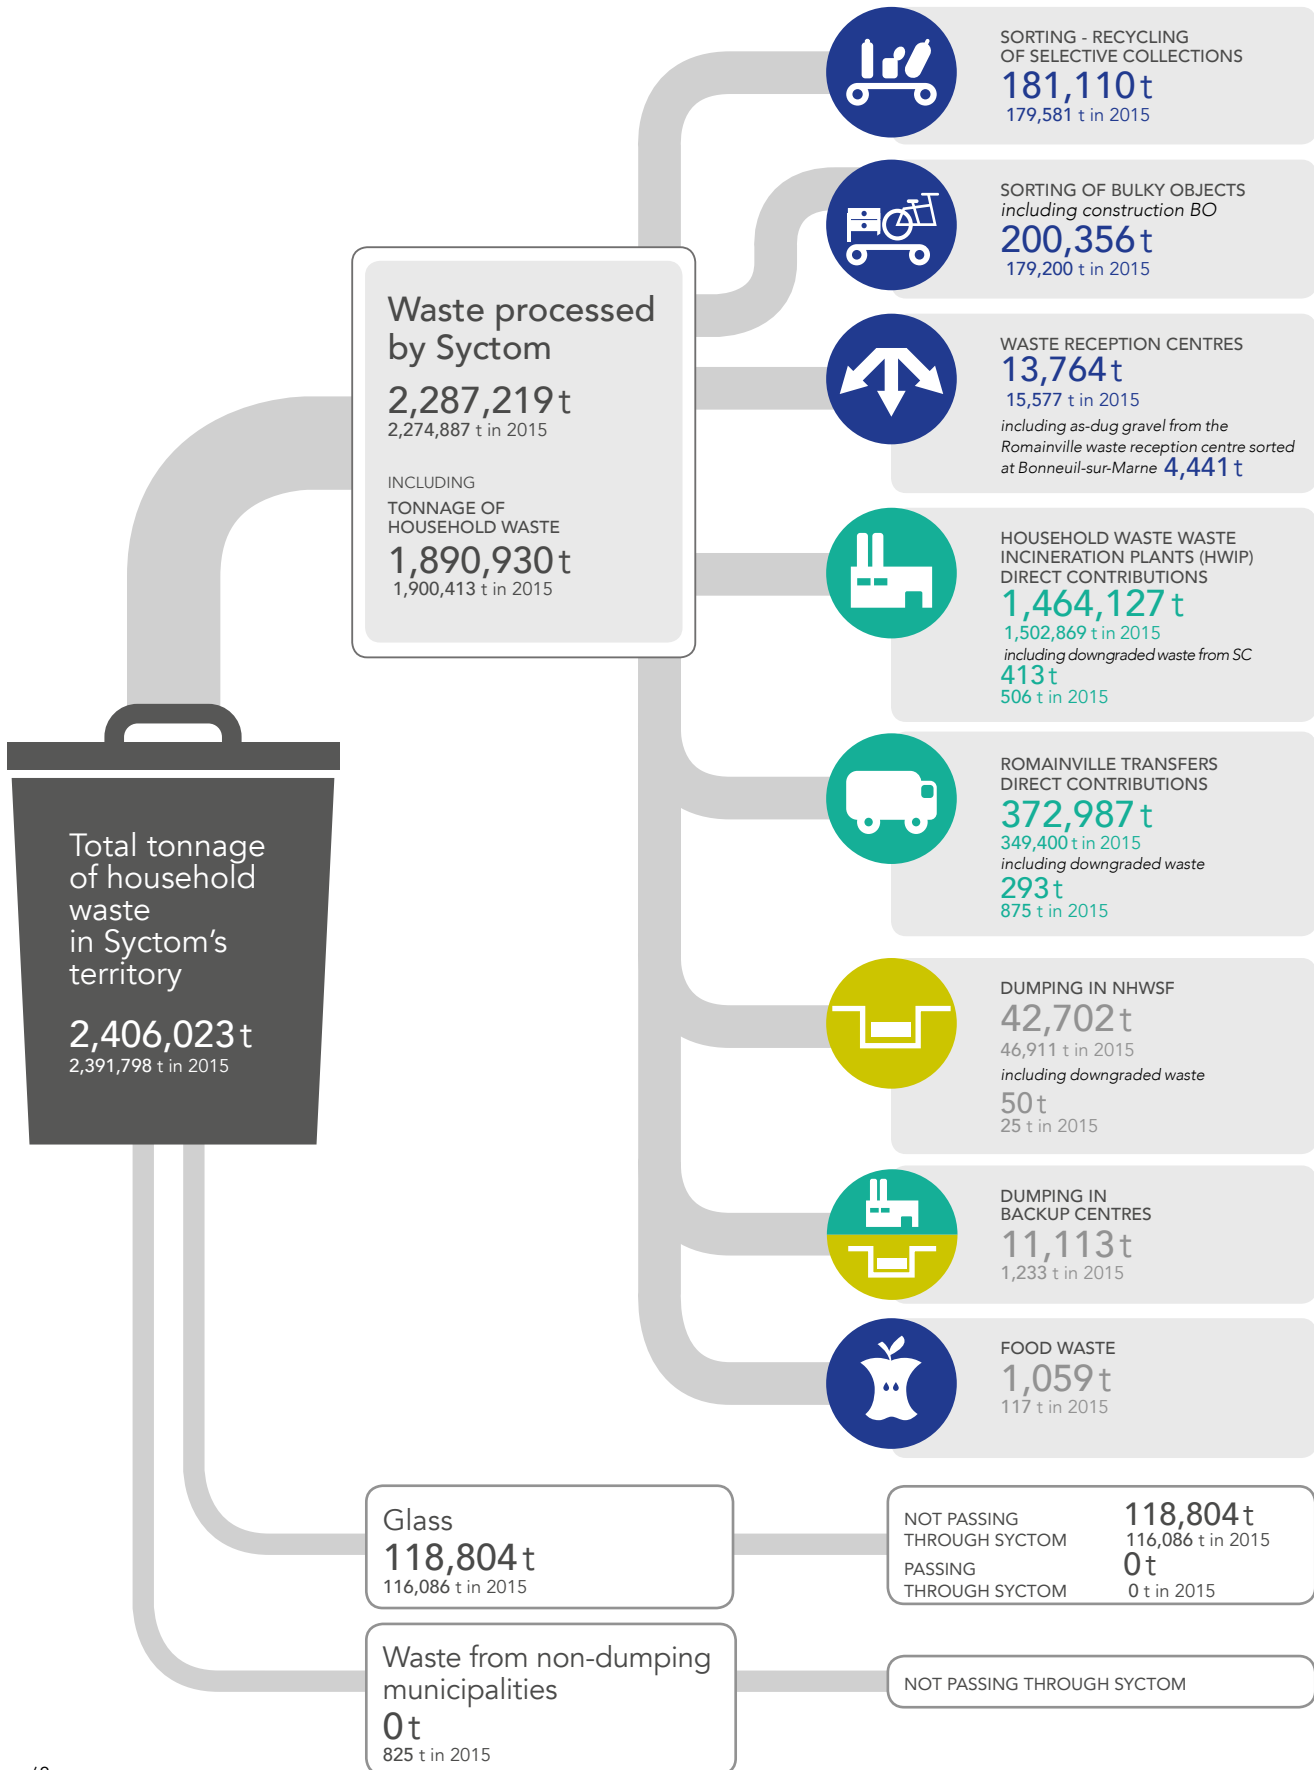 Total tonnage
of household
waste
in Syctom's
territory
2,406,023 t
2,391,798 t in 2015
Waste processed
by Syctom
2,287,219 t
2,274,887 t in 2015
INCLUDING
TONNAGE OF
HOUSEHOLD WASTE
1,890,930 t
1,900,413 t in 2015
SORTING - RECYCLING
OF SELECTIVE COLLECTIONS
181,110 t
179,581 t in 2015
SORTING OF BULKY OBJECTS
including construction BO
200,356 t
179,200 t in 2015
WASTE RECEPTION CENTRES
13,764 t
15,577 t in 2015
including as-dug gravel from the
Romainville waste reception centre sorted
at Bonneuil-sur-Marne 4,441 t
HOUSEHOLD WASTE WASTE
INCINERATION PLANTS (HWIP)
DIRECT CONTRIBUTIONS
1,464,127 t
1,502,869 t in 2015
including downgraded waste from SC
413 t
506 t in 2015
ROMAINVILLE TRANSFERS
DIRECT CONTRIBUTIONS
372,987 t
349,400 t in 2015
including downgraded waste
293 t
875 t in 2015
DUMPING IN NHWSF
42,702 t
46,911 t in 2015
including downgraded waste
50 t
25 t in 2015
DUMPING IN
BACKUP CENTRES
11,113 t
1,233 t in 2015
FOOD WASTE
1,059 t
117 t in 2015
Glass
118,804 t
116,086 t in 2015
NOT PASSING
THROUGH SYCTOM
118,804 t
116,086 t in 2015
PASSING
THROUGH SYCTOM
0 t
0 t in 2015
Waste from non-dumping
municipalities
0 t
825 t in 2015
NOT PASSING THROUGH SYCTOM